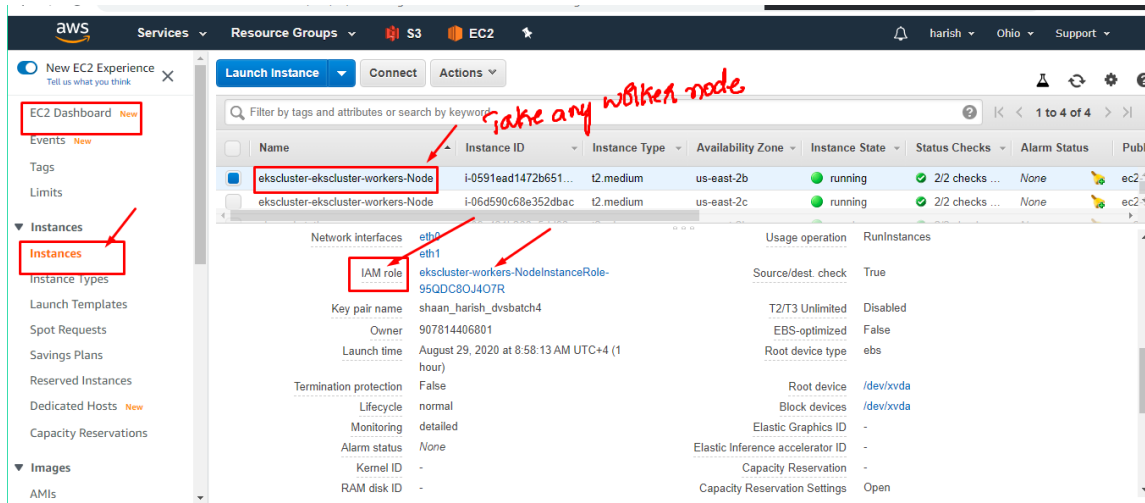 aws Services Resource Groups S3 EC2 harish Ohio Support
New EC2 Experience
Tell us what you think
EC2 Dashboard New
Events New
Tags
Limits
Instances
Instances
Instance Types
Launch Templates
Spot Requests
Savings Plans
Reserved Instances
Dedicated Hosts New
Capacity Reservations
Images
AMIs
Launch Instance Connect Actions
Take any worker node
Filter by tags and attributes or search by keyword 1 to 4 of 4
Name Instance ID Instance Type Availability Zone Instance State Status Checks Alarm Status Publ
ekscluster-ekscluster-workers-Node i-0591ead1472b651... t2.medium us-east-2b running 2/2 checks ... None ec2-
ekscluster-ekscluster-workers-Node i-06d590c68e352dbac t2.medium us-east-2c running 2/2 checks ... None ec2-
Network interfaces eth0 Usage operation RunInstances
eth1
IAM role ekscluster-workers-NodeInstanceRole- Source/dest. check True
95QDC8OJ4O7R
Key pair name shaan_harish_dvsbatch4 T2/T3 Unlimited Disabled
Owner 907814406801 EBS-optimized False
Launch time August 29, 2020 at 8:58:13 AM UTC+4 (1 Root device type ebs
hour)
Termination protection False Root device /dev/xvda
Lifecycle normal Block devices /dev/xvda
Monitoring detailed Elastic Graphics ID -
Alarm status None Elastic Inference accelerator ID -
Kernel ID - Capacity Reservation -
RAM disk ID - Capacity Reservation Settings Open